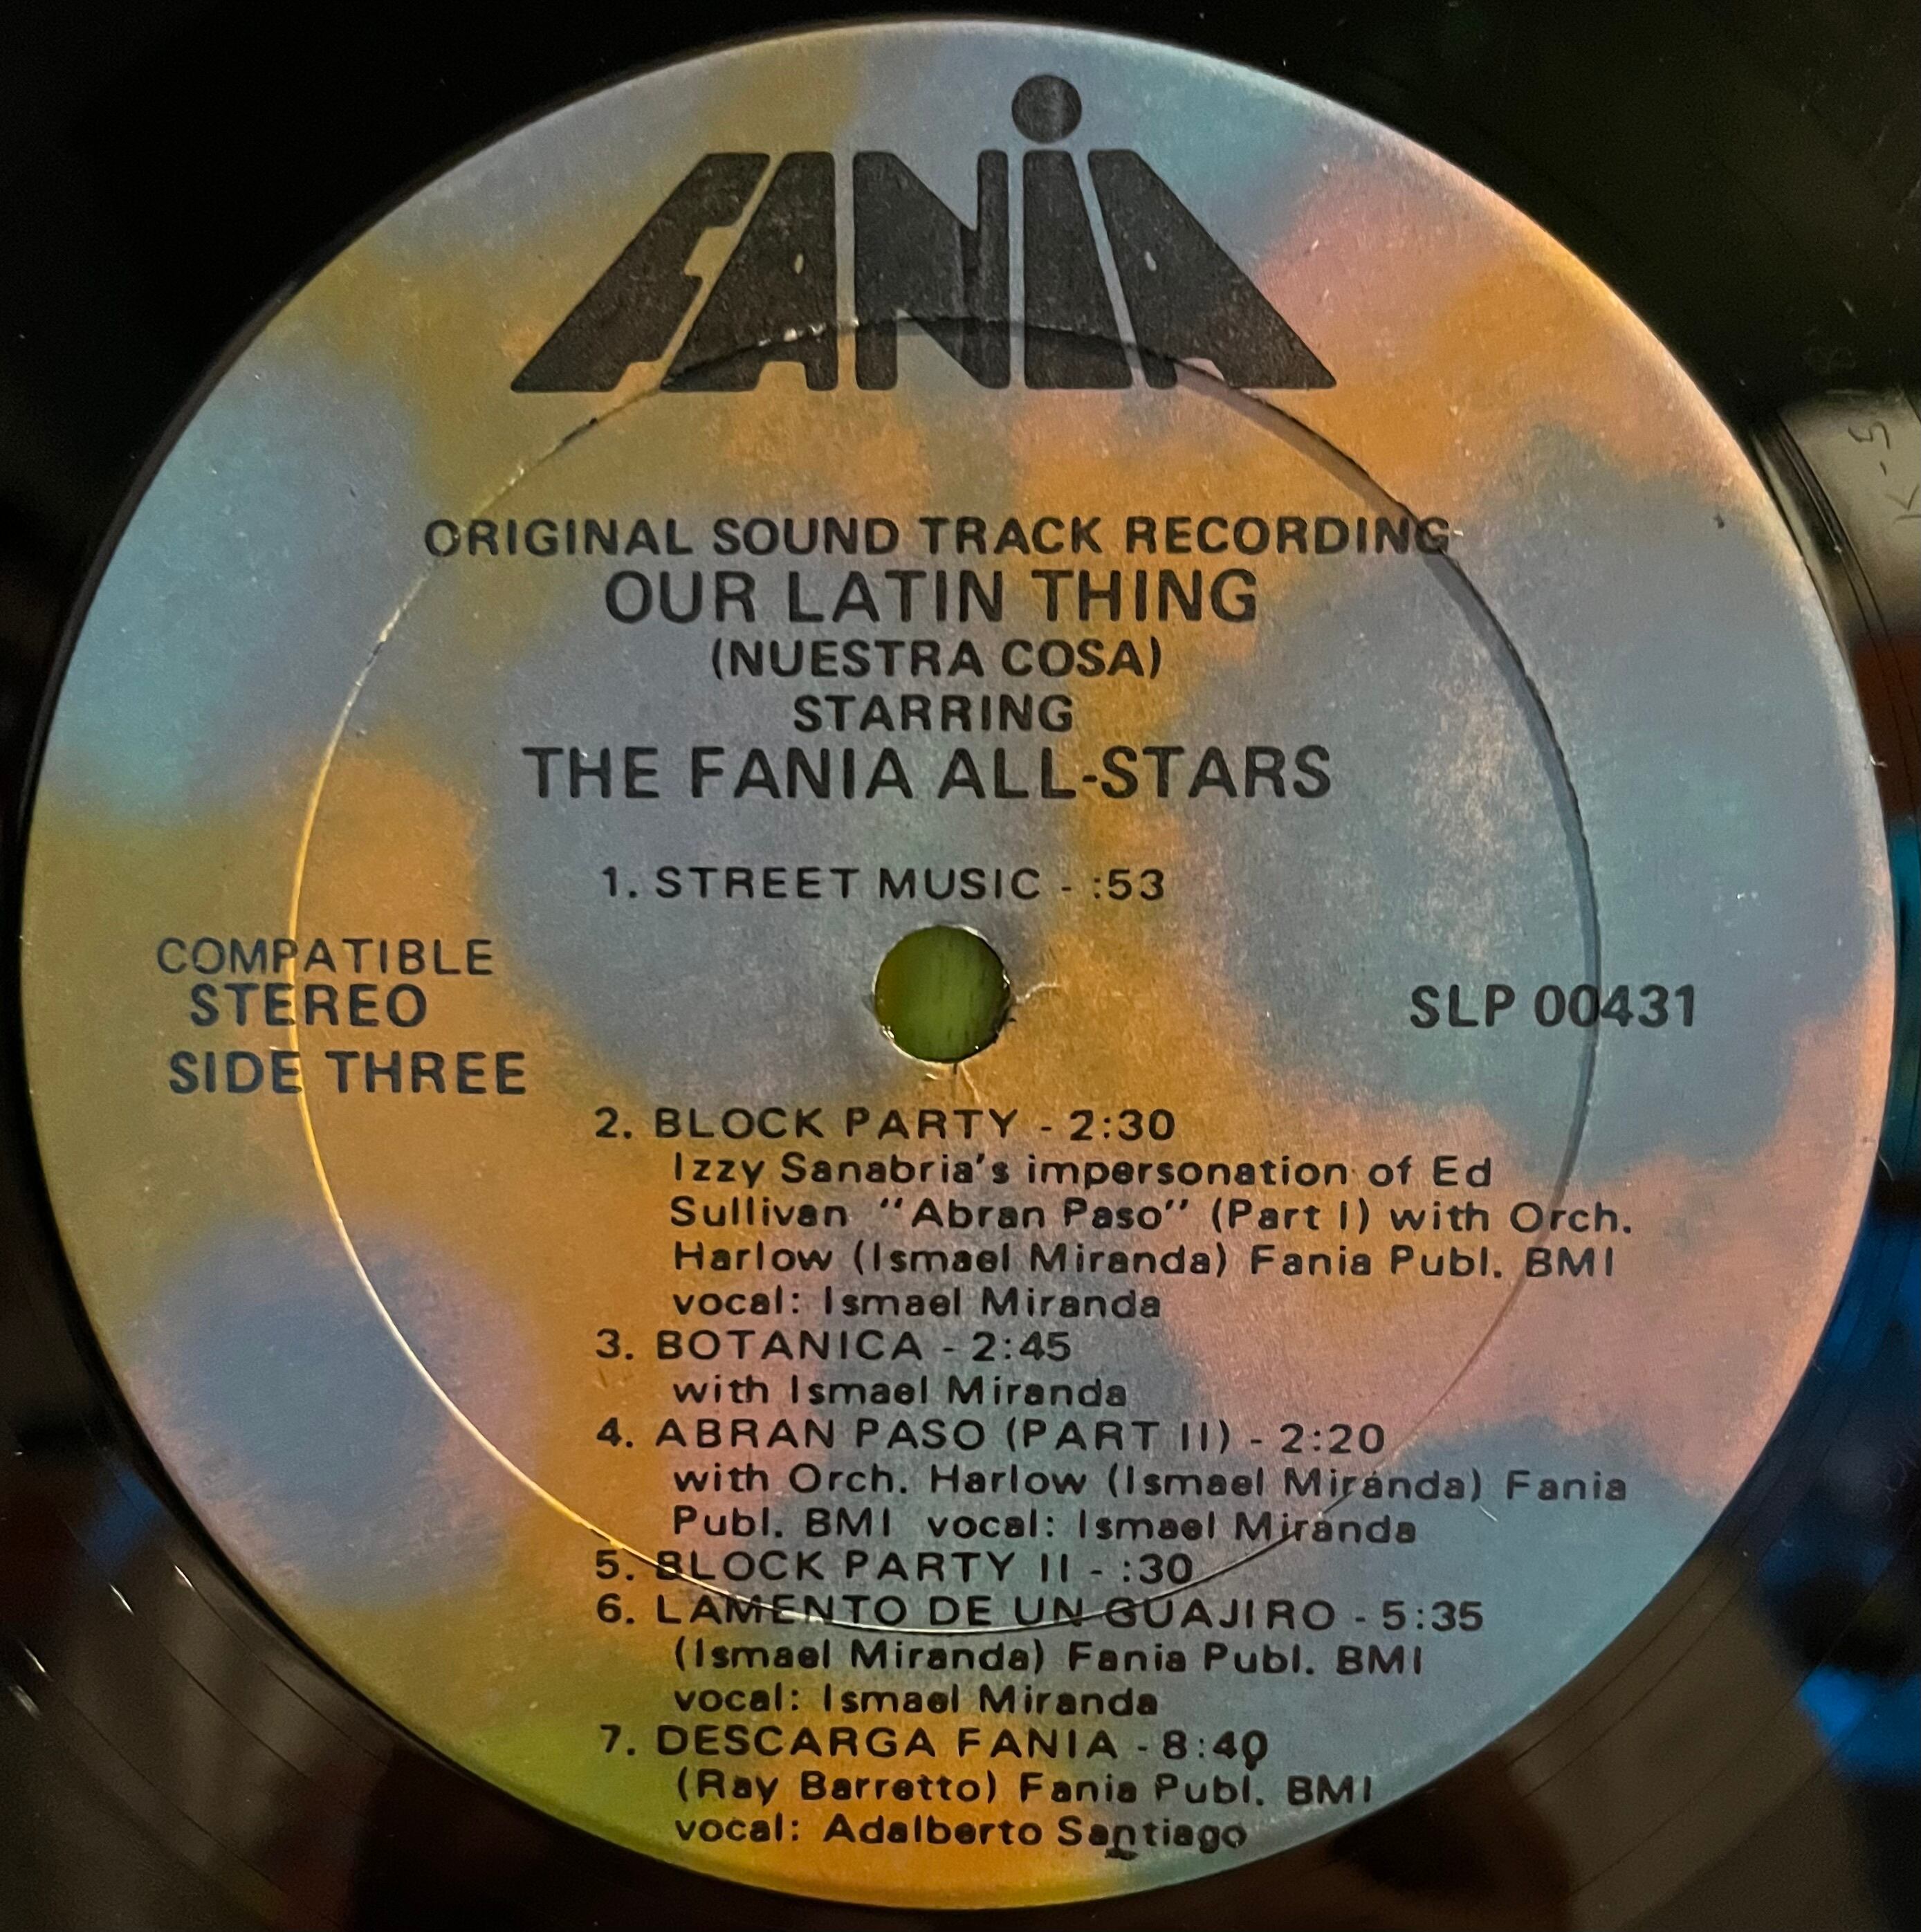 FANIA
ORIGINAL SOUND TRACK RECORDING
OUR LATIN THING
(NUESTRA COSA)
STARRING
THE FANIA ALL-STARS
1. STREET MUSIC - :53
COMPATIBLE
STEREO
SIDE THREE
SLP 00431
2. BLOCK PARTY - 2:30
Izzy Sanabria's impersonation of Ed
Sullivan "Abran Paso" (Part I) with Orch.
Harlow (Ismael Miranda) Fania Publ. BMI
vocal: Ismael Miranda
3. BOTANICA - 2:45
with Ismael Miranda
4. ABRAN PASO (PART II) - 2:20
with Orch. Harlow (Ismael Miranda) Fania
Publ. BMI vocal: Ismael Miranda
5. BLOCK PARTY II - :30
6. LAMENTO DE UN GUAJIRO - 5:35
(Ismael Miranda) Fania Publ. BMI
vocal: Ismael Miranda
7. DESCARGA FANIA - 8:40
(Ray Barretto) Fania Publ. BMI
vocal: Adalberto Santiago